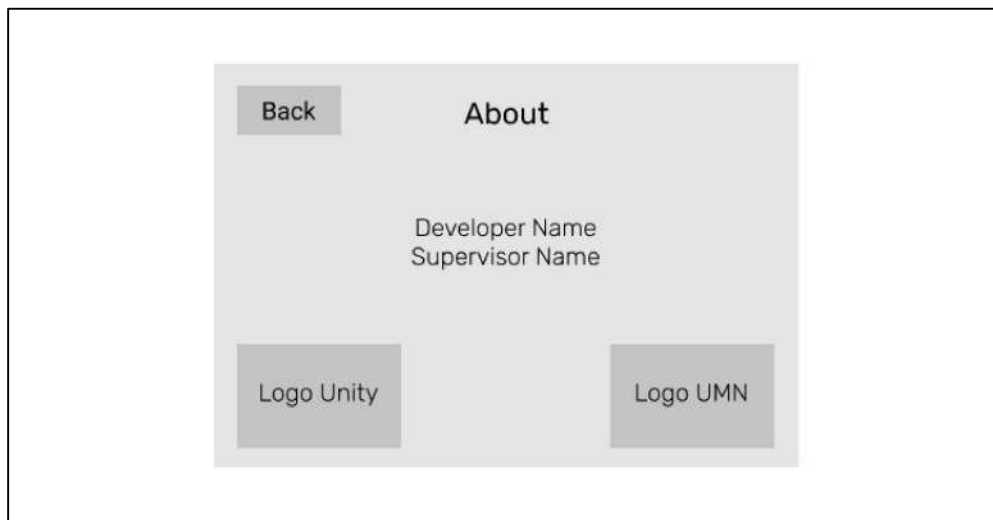 Back
About
Developer Name
Supervisor Name
Logo Unity
Logo UMN